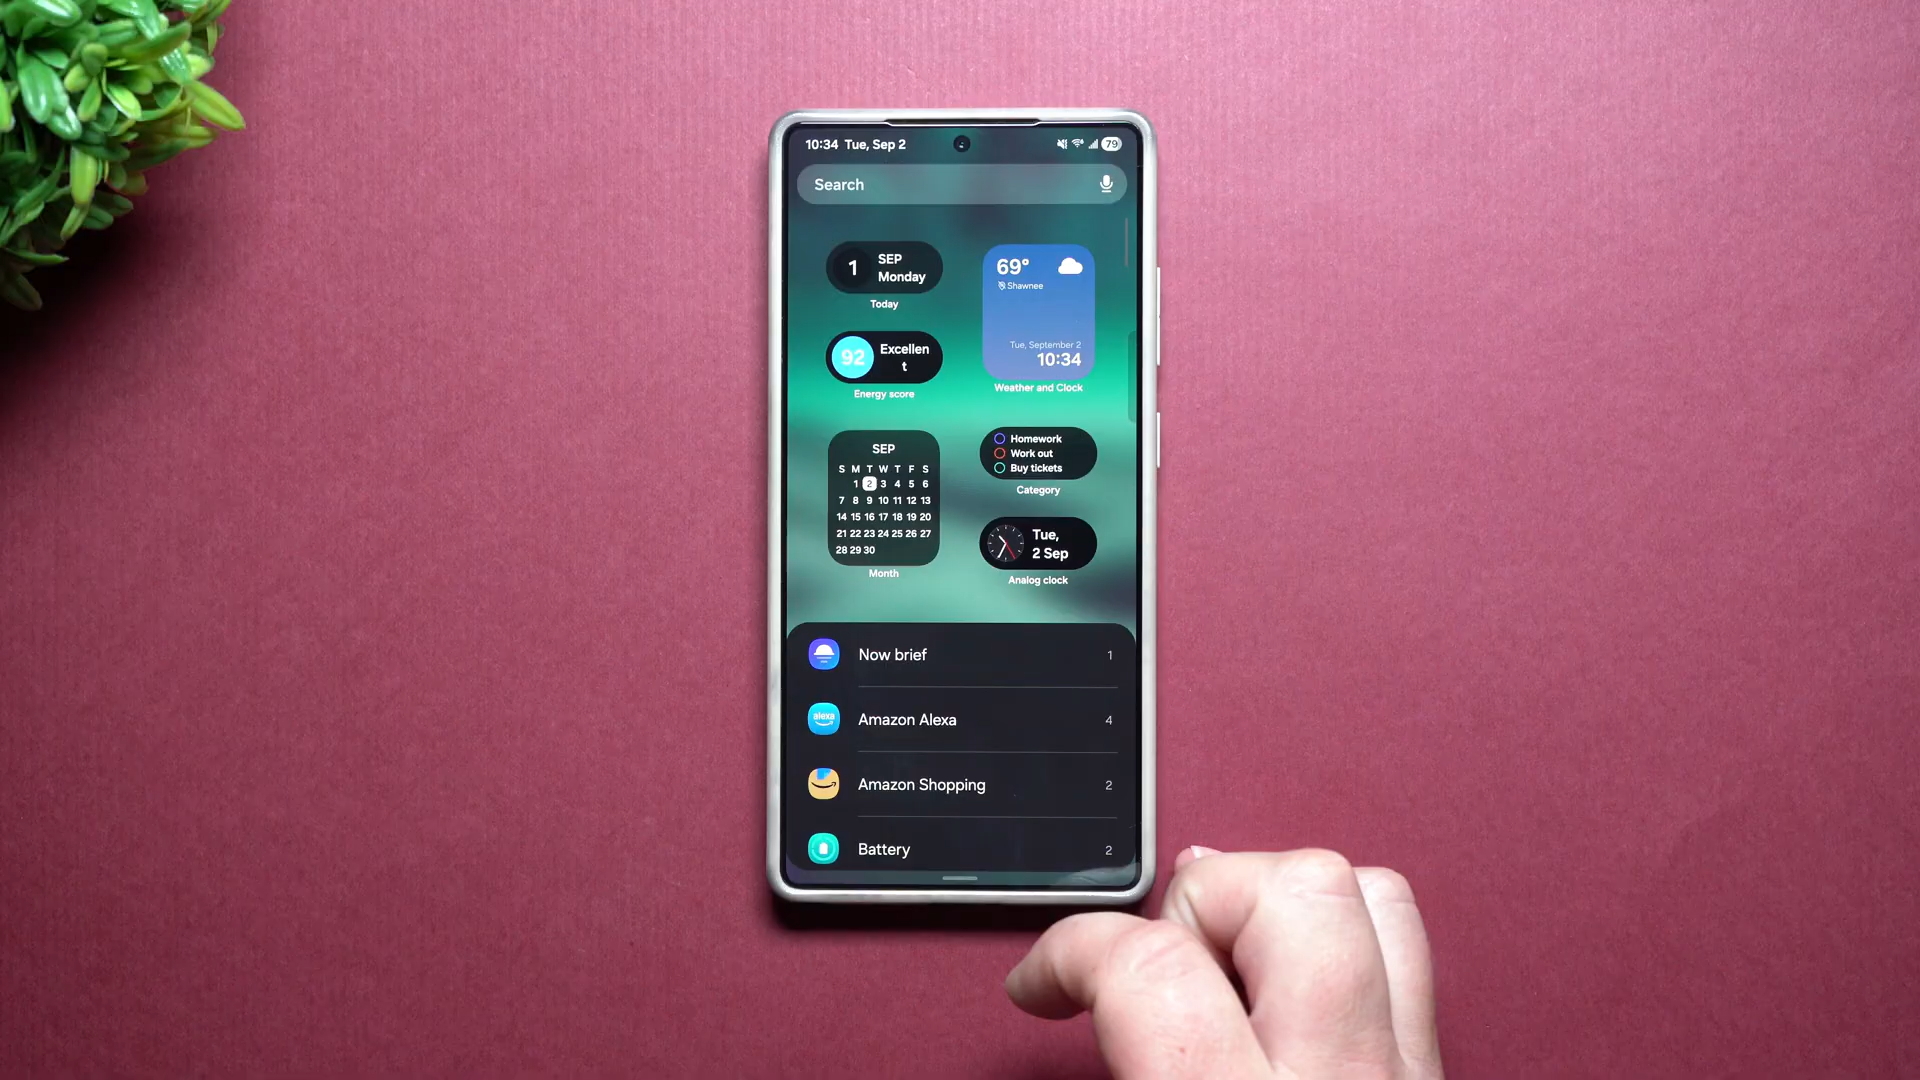 10:34 Tue, Sep 2
79
Search
1
SEP
Monday
Today
69°
Shawnee
Tue, September 2
10:34
Weather and Clock
92
Excellen
t
Energy score
SEP
S M T W T F S
1 2 3 4 5 6
7 8 9 10 11 12 13
14 15 16 17 18 19 20
21 22 23 24 25 26 27
28 29 30
Month
Homework
Work out
Buy tickets
Category
Tue,
2 Sep
Analog clock
Now brief 1
alexa
Amazon Alexa 4
Amazon Shopping 2
Battery 2